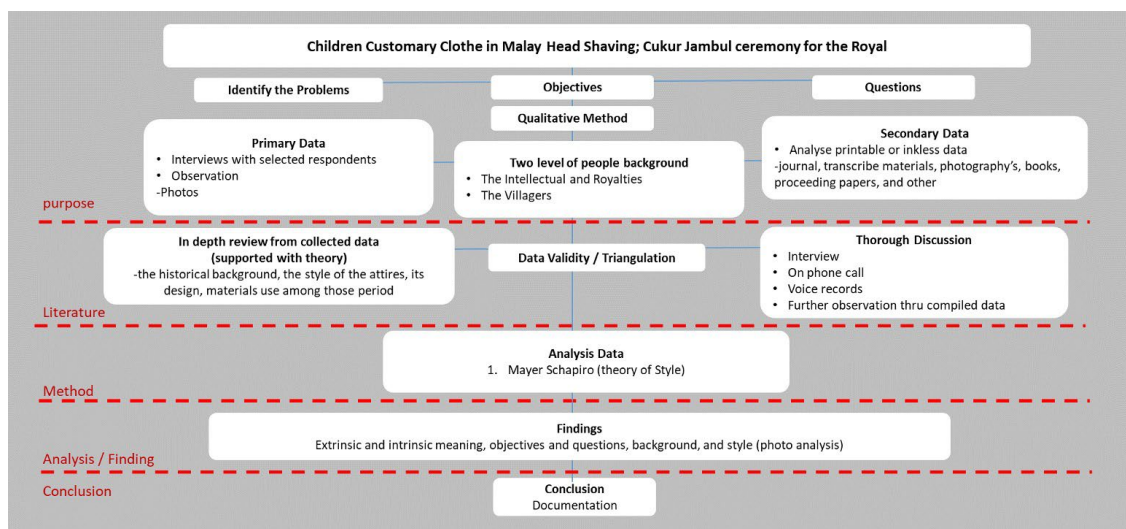 Children Customary Clothe in Malay Head Shaving; Cukur Jambul ceremony for the Royal
Identify the Problems
Objectives
Questions
Qualitative Method
Primary Data
• Interviews with selected respondents
• Observation
-Photos
Two level of people background
• The Intellectual and Royalties
• The Villagers
Secondary Data
• Analyse printable or inkless data
-journal, transcribe materials, photography's, books,
proceeding papers, and other
purpose
In depth review from collected data
(supported with theory)
-the historical background, the style of the attires, its
design, materials use among those period
Data Validity / Triangulation
Thorough Discussion
• Interview
• On phone call
• Voice records
• Further observation thru compiled data
Literature
Analysis Data
1. Mayer Schapiro (theory of Style)
Method
Findings
Extrinsic and intrinsic meaning, objectives and questions, background, and style (photo analysis)
Analysis / Finding
Conclusion
Conclusion
Documentation